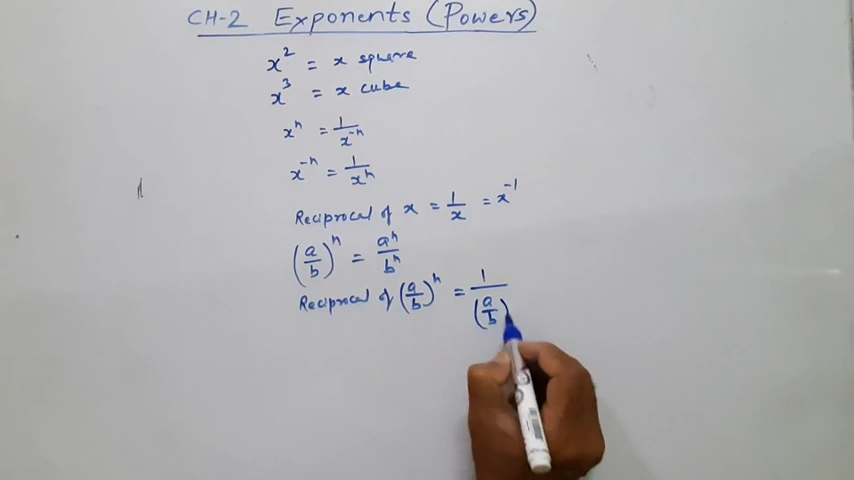 CH-2 Exponents (Powers)
x² = x square
x³ = x cube
xⁿ = 1/x⁻ⁿ
x⁻ⁿ = 1/xⁿ
Reciprocal of x = 1/x = x⁻¹
(a/b)ⁿ = aⁿ/bⁿ
Reciprocal of (a/b)ⁿ = 1/(a/b)